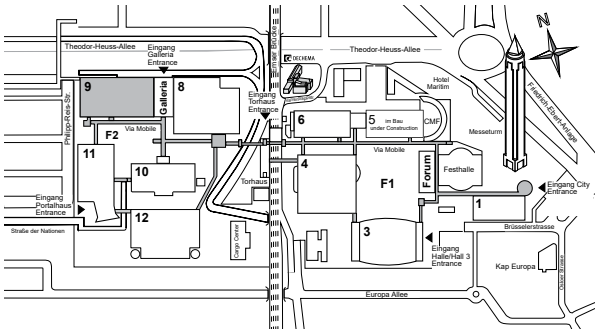 N
Theodor-Heuss-Allee
Eingang
Galleria
Entrance
DECHEMA
Theodor-Heuss-Allee
Hotel
Maritim
Friedrich-Ebert-Anlage
Philipp-Reis-Str.
9
Galleria
8
Eingang
Torhaus
Entrance
6
5
im Bau
under Construction
CMF
Messeturm
F2
Via Mobile
Via Mobile
11
10
4
F1
Forum
Festhalle
Eingang
Portalhaus
Entrance
Torhaus
1
Eingang City
Entrance
12
Straße der Nationen
Cargo Center
3
Eingang
Halle/Hall 3
Entrance
Brüsselerstrasse
Kap Europa
Europa Allee